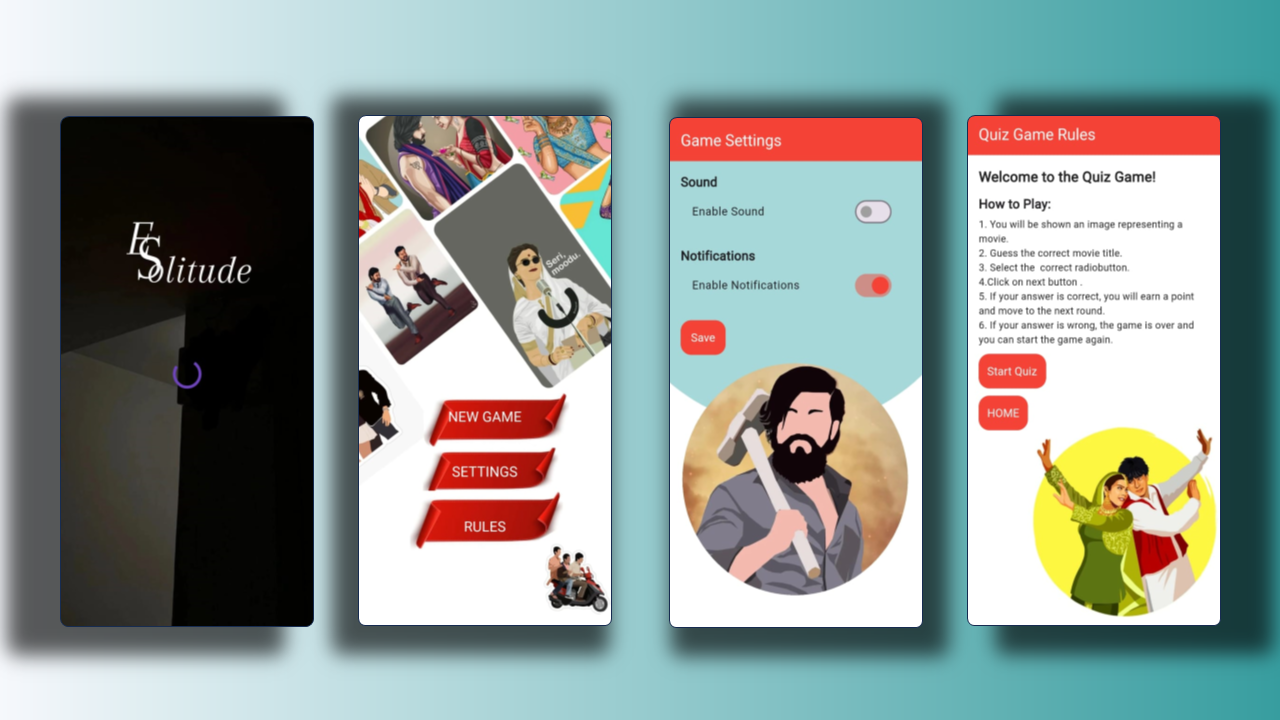 ESolitude
Seri,
moodu.
NEW GAME
SETTINGS
RULES
Game Settings
Sound
Enable Sound
Notifications
Enable Notifications
Save
Quiz Game Rules
Welcome to the Quiz Game!
How to Play:
1. You will be shown an image representing a
movie.
2. Guess the correct movie title.
3. Select the  correct radiobutton.
4.Click on next button .
5. If your answer is correct, you will earn a point
and move to the next round.
6. If your answer is wrong, the game is over and
you can start the game again.
Start Quiz
HOME